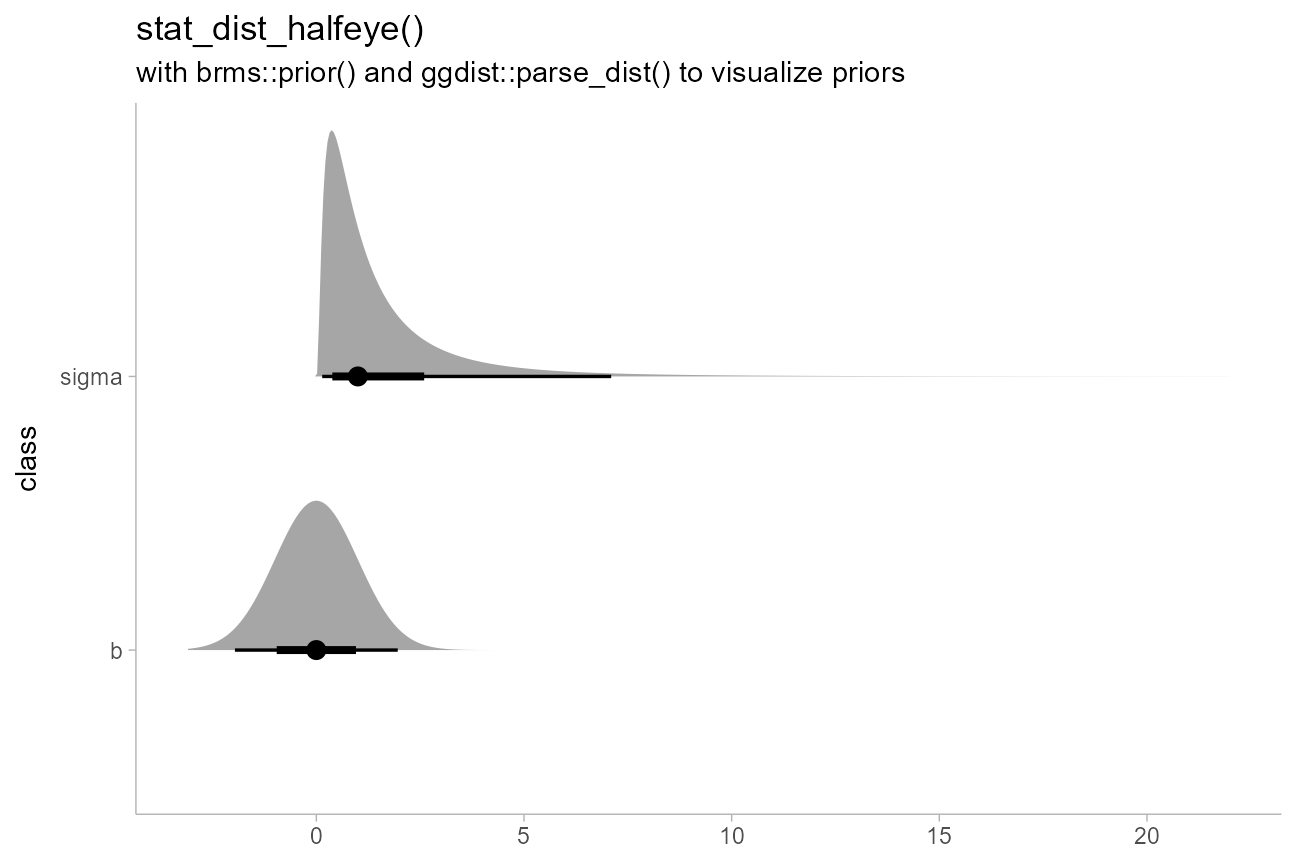 stat_dist_halfeye()
with brms::prior() and ggdist::parse_dist() to visualize priors
sigma
class
b
0 5 10 15 20